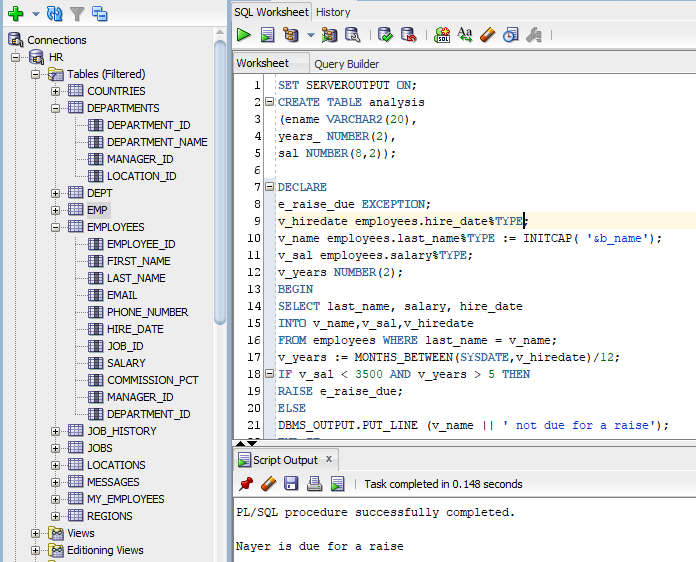 Connections
HR
Tables (Filtered)
COUNTRIES
DEPARTMENTS
DEPARTMENT_ID
DEPARTMENT_NAME
MANAGER_ID
LOCATION_ID
DEPT
EMP
EMPLOYEES
EMPLOYEE_ID
FIRST_NAME
LAST_NAME
EMAIL
PHONE_NUMBER
HIRE_DATE
JOB_ID
SALARY
COMMISSION_PCT
MANAGER_ID
DEPARTMENT_ID
JOB_HISTORY
JOBS
LOCATIONS
MESSAGES
MY_EMPLOYEES
REGIONS
Views
Editioning Views
SQL Worksheet History
Worksheet Query Builder
1 SET SERVEROUTPUT ON;
2 CREATE TABLE analysis
3 (ename VARCHAR2(20),
4 years_ NUMBER(2),
5 sal NUMBER(8,2));
6
7 DECLARE
8 e_raise_due EXCEPTION;
9 v_hiredate employees.hire_date%TYPE;
10 v_name employees.last_name%TYPE := INITCAP( '&b_name');
11 v_sal employees.salary%TYPE;
12 v_years NUMBER(2);
13 BEGIN
14 SELECT last_name, salary, hire_date
15 INTO v_name,v_sal,v_hiredate
16 FROM employees WHERE last_name = v_name;
17 v_years := MONTHS_BETWEEN(SYSDATE,v_hiredate)/12;
18 IF v_sal < 3500 AND v_years > 5 THEN
19 RAISE e_raise_due;
20 ELSE
21 DBMS_OUTPUT.PUT_LINE (v_name || ' not due for a raise');
Script Output x
Task completed in 0.148 seconds
PL/SQL procedure successfully completed.
Nayer is due for a raise